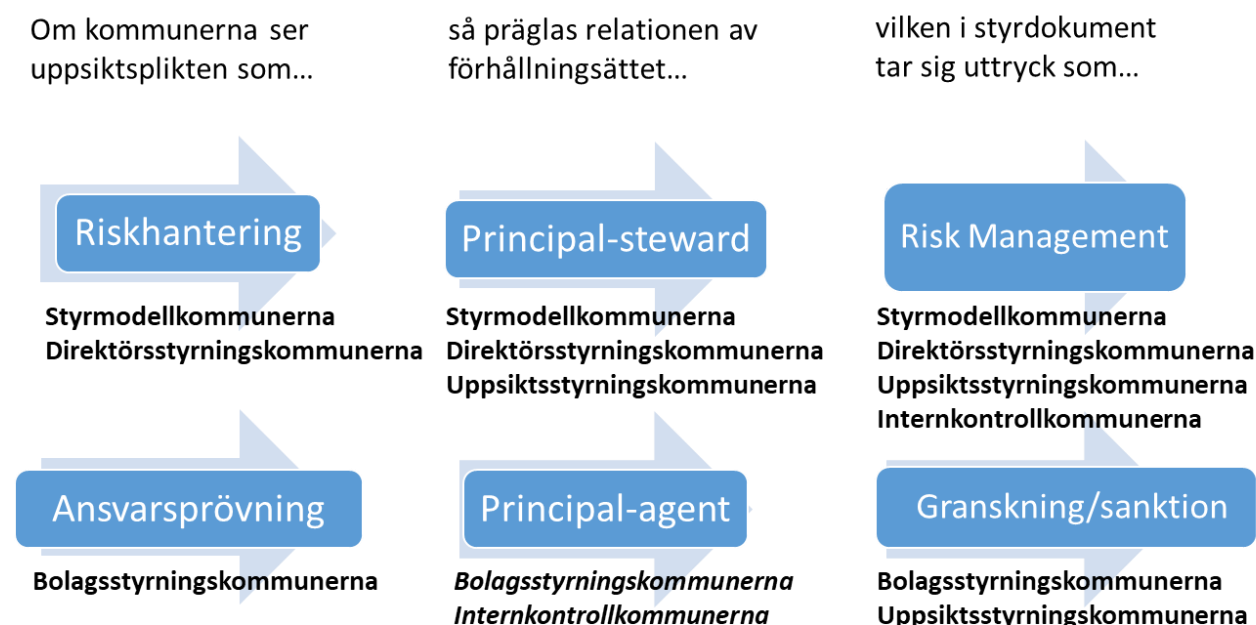 Om kommunerna ser
uppsiktsplikten som...
så präglas relationen av
förhållningsättet...
vilken i styrdokument
tar sig uttryck som...
Riskhantering
Principal-steward
Risk Management
Styrmodellkommunerna
Direktörsstyrningskommunerna
Styrmodellkommunerna
Direktörsstyrningskommunerna
Uppsiktsstyrningskommunerna
Styrmodellkommunerna
Direktörsstyrningskommunerna
Uppsiktsstyrningskommunerna
Internkontrollkommunerna
Ansvarsprövning
Principal-agent
Granskning/sanktion
Bolagsstyrningskommunerna
Bolagsstyrningskommunerna
Internkontrollkommunerna
Bolagsstyrningskommunerna
Uppsiktsstyrningskommunerna